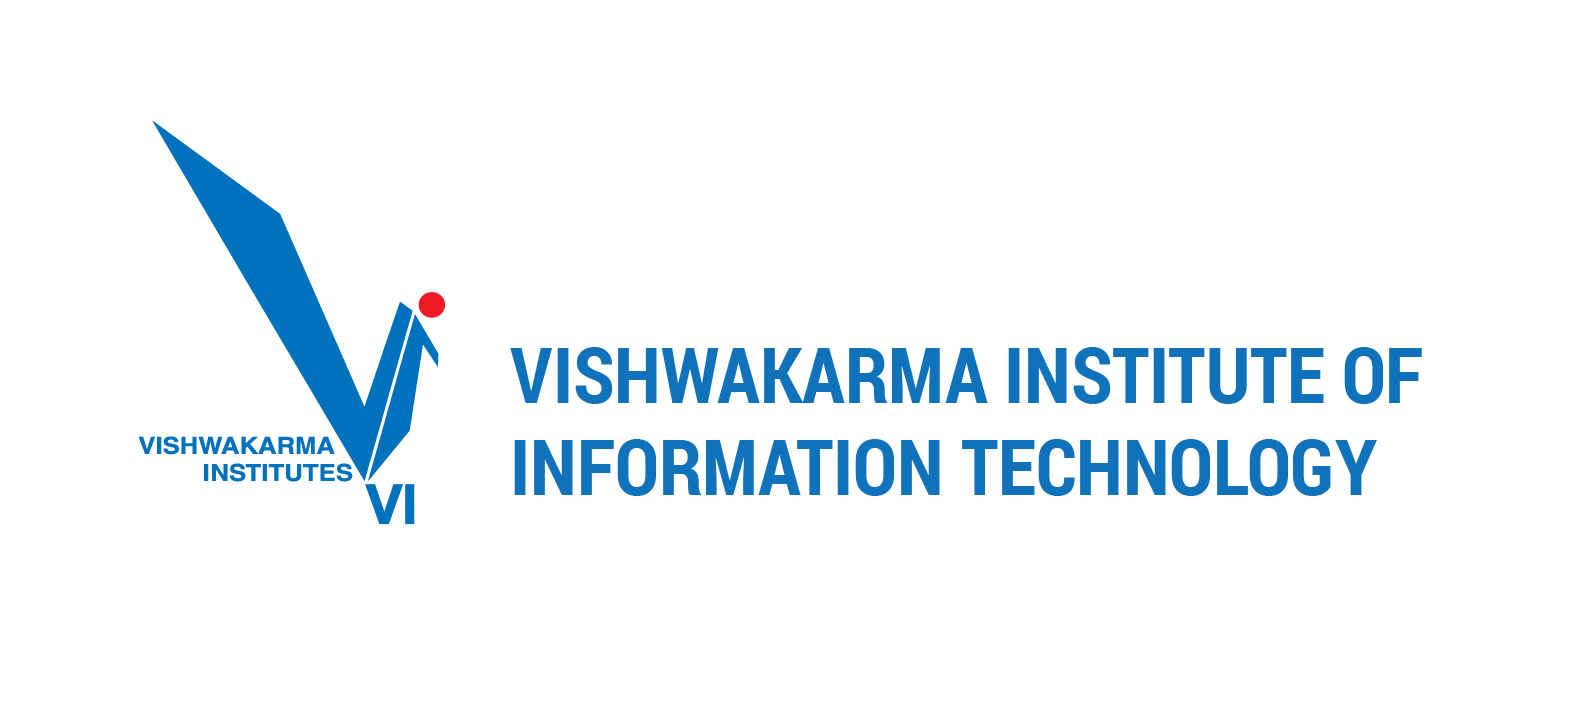 VISHWAKARMA
INSTITUTES
VI
VISHWAKARMA INSTITUTE OF
INFORMATION TECHNOLOGY